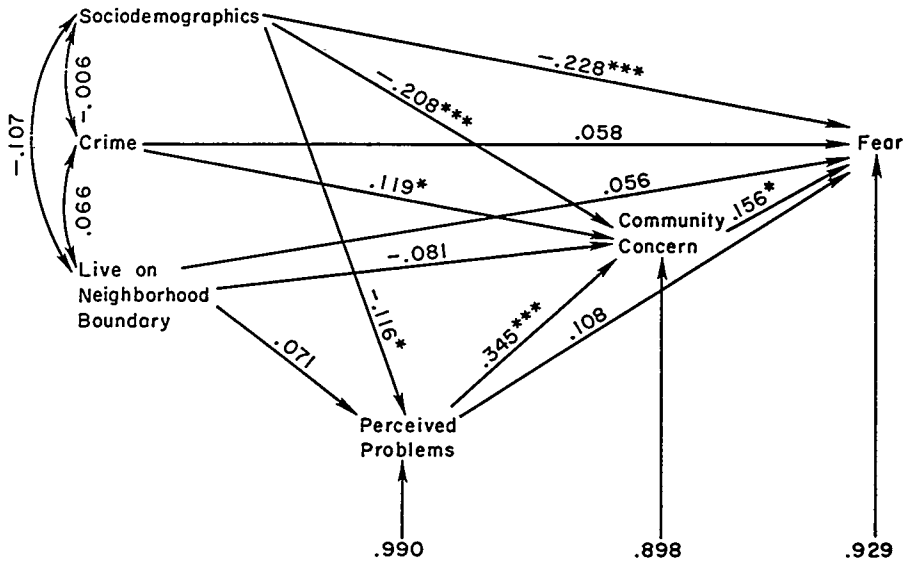 Sociodemographics
-.107
-.006
-.228***
-.208***
Crime
.058
Fear
.119*
.066
.056
Community
Concern
.156*
-.081
Live on
Neighborhood
Boundary
-.116*
.071
.345***
.108
Perceived
Problems
.990
.898
.929